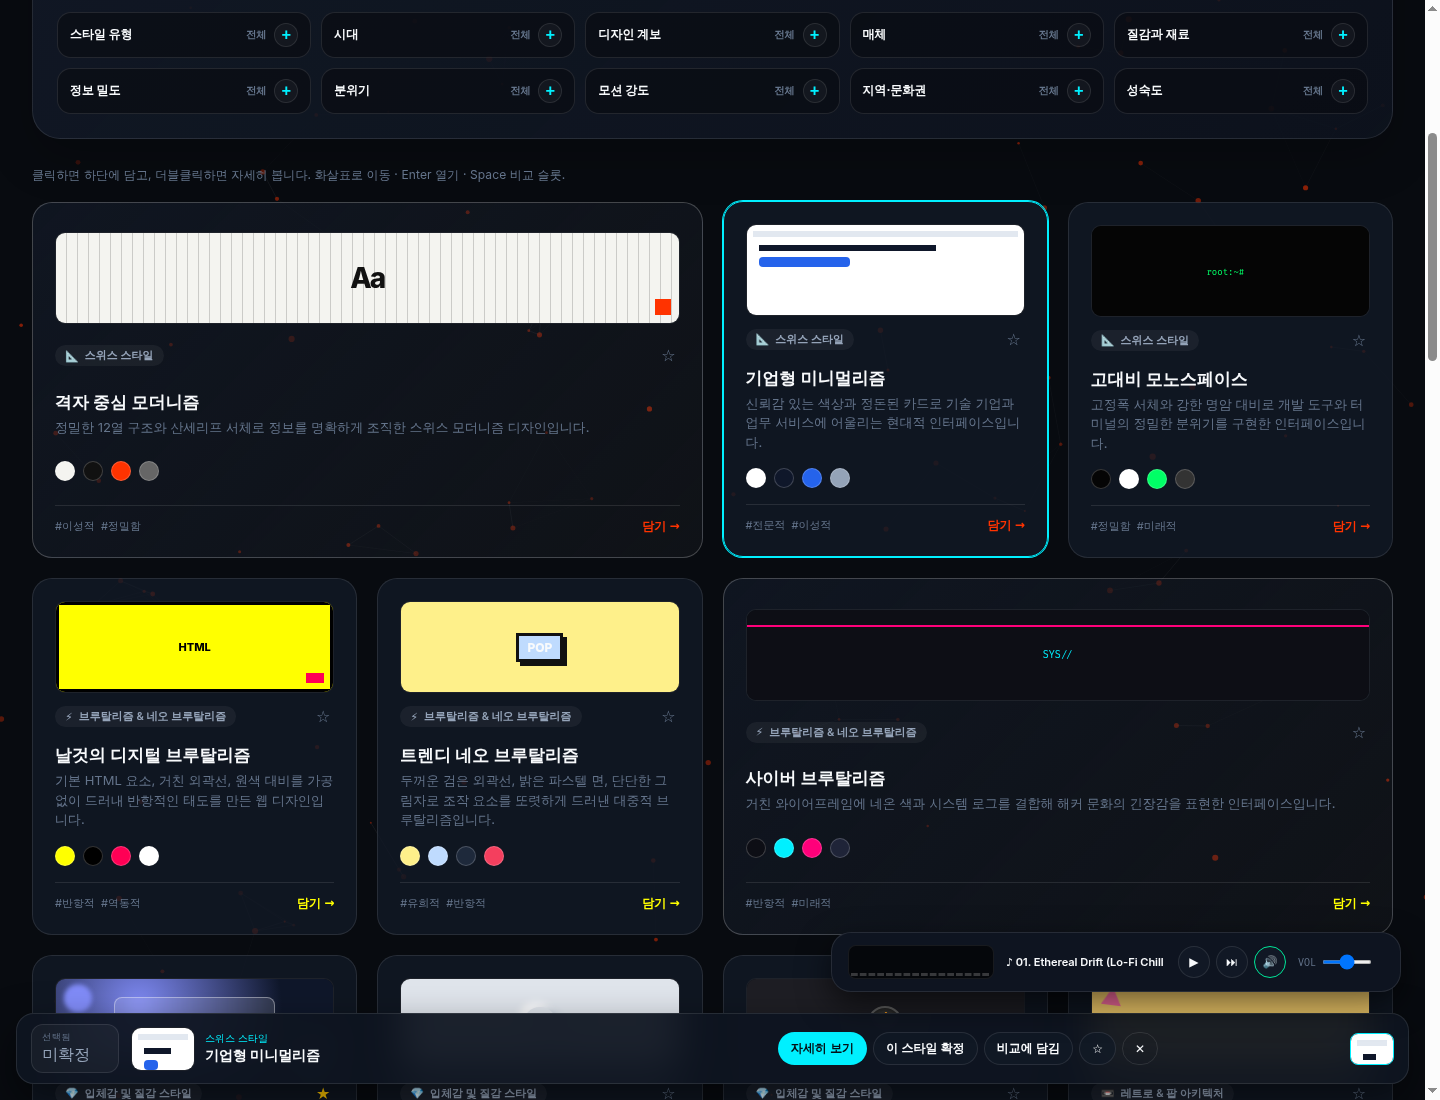 스타일 유형 전체 +
시대 전체 +
디자인 계보 전체 +
매체 전체 +
질감과 재료 전체 +
정보 밀도 전체 +
분위기 전체 +
모션 강도 전체 +
지역·문화권 전체 +
성숙도 전체 +
클릭하면 하단에 담고, 더블클릭하면 자세히 봅니다. 화살표로 이동 · Enter 열기 · Space 비교 슬롯.
Aa
스위스 스타일
격자 중심 모더니즘
정밀한 12열 구조와 산세리프 서체로 정보를 명확하게 조직한 스위스 모더니즘 디자인입니다.
#이성적 #정밀함
담기 →
스위스 스타일
기업형 미니멀리즘
신뢰감 있는 색상과 정돈된 카드로 기술 기업과
업무 서비스에 어울리는 현대적 인터페이스입니
다.
#전문적 #이성적
담기 →
root:~#
스위스 스타일
고대비 모노스페이스
고정폭 서체와 강한 명암 대비로 개발 도구와 터
미널의 정밀한 분위기를 구현한 인터페이스입니
다.
#정밀함 #미래적
담기 →
HTML
브루탈리즘 & 네오 브루탈리즘
날것의 디지털 브루탈리즘
기본 HTML 요소, 거친 외곽선, 원색 대비를 가공
없이 드러내 반항적인 태도를 만든 웹 디자인입
니다.
#반항적 #역동적
담기 →
POP
브루탈리즘 & 네오 브루탈리즘
트렌디 네오 브루탈리즘
두꺼운 검은 외곽선, 밝은 파스텔 면, 단단한 그
림자로 조작 요소를 또렷하게 드러낸 대중적 브
루탈리즘입니다.
#유희적 #반항적
담기 →
SYS//
브루탈리즘 & 네오 브루탈리즘
사이버 브루탈리즘
거친 와이어프레임에 네온 색과 시스템 로그를 결합해 해커 문화의 긴장감을 표현한 인터페이스입니다.
#반항적 #미래적
담기 →
♪ 01. Ethereal Drift (Lo-Fi Chill
VOL
선택됨
미확정
스위스 스타일
기업형 미니멀리즘
자세히 보기
이 스타일 확정
비교에 담김
입체감 및 질감 스타일
입체감 및 질감 스타일
입체감 및 질감 스타일
레트로 & 팝 아키텍처